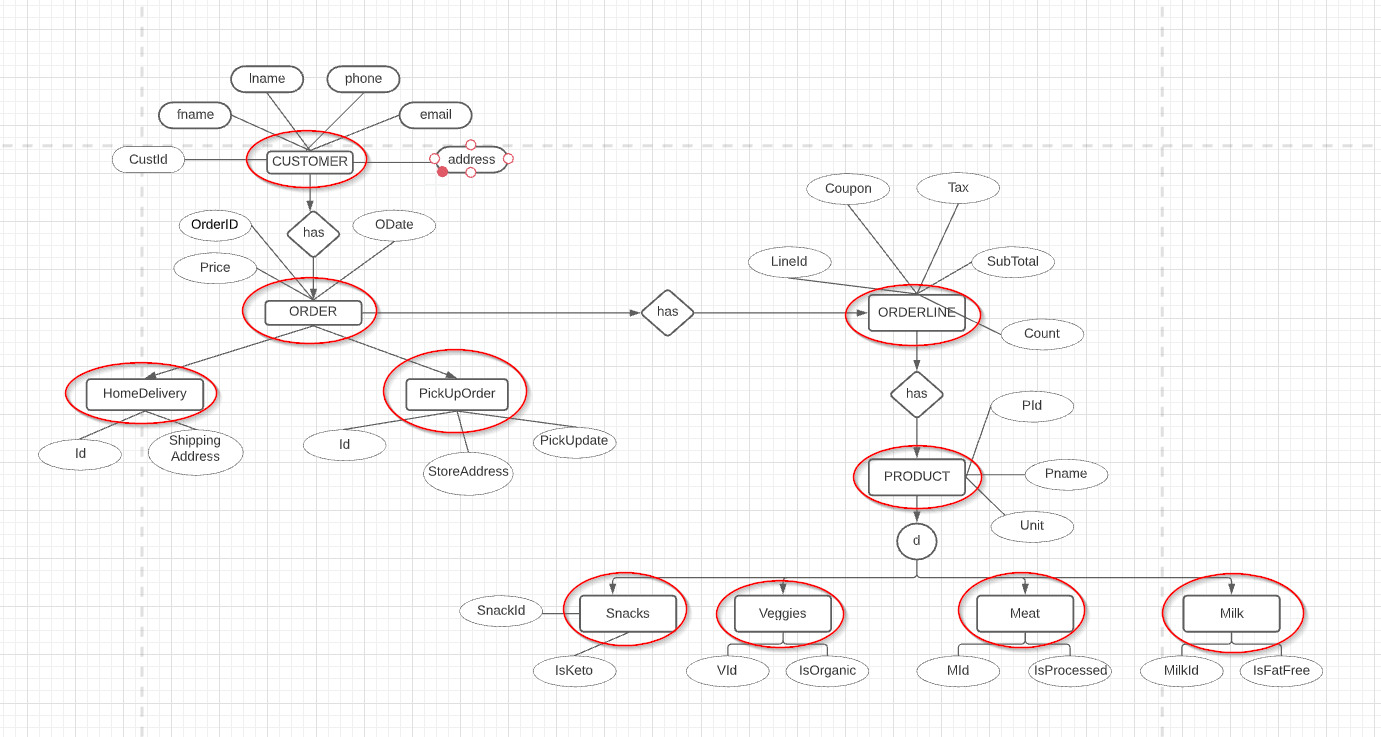 lname
phone
fname
email
CustId
CUSTOMER
address
Coupon
Tax
OrderID
has
ODate
Price
LineId
SubTotal
ORDER
has
ORDERLINE
Count
HomeDelivery
PickUpOrder
has
PId
Id
Shipping
Address
Id
PickUpdate
StoreAddress
PRODUCT
Pname
Unit
d
SnackId
Snacks
Veggies
Meat
Milk
IsKeto
VId
IsOrganic
MId
IsProcessed
MilkId
IsFatFree